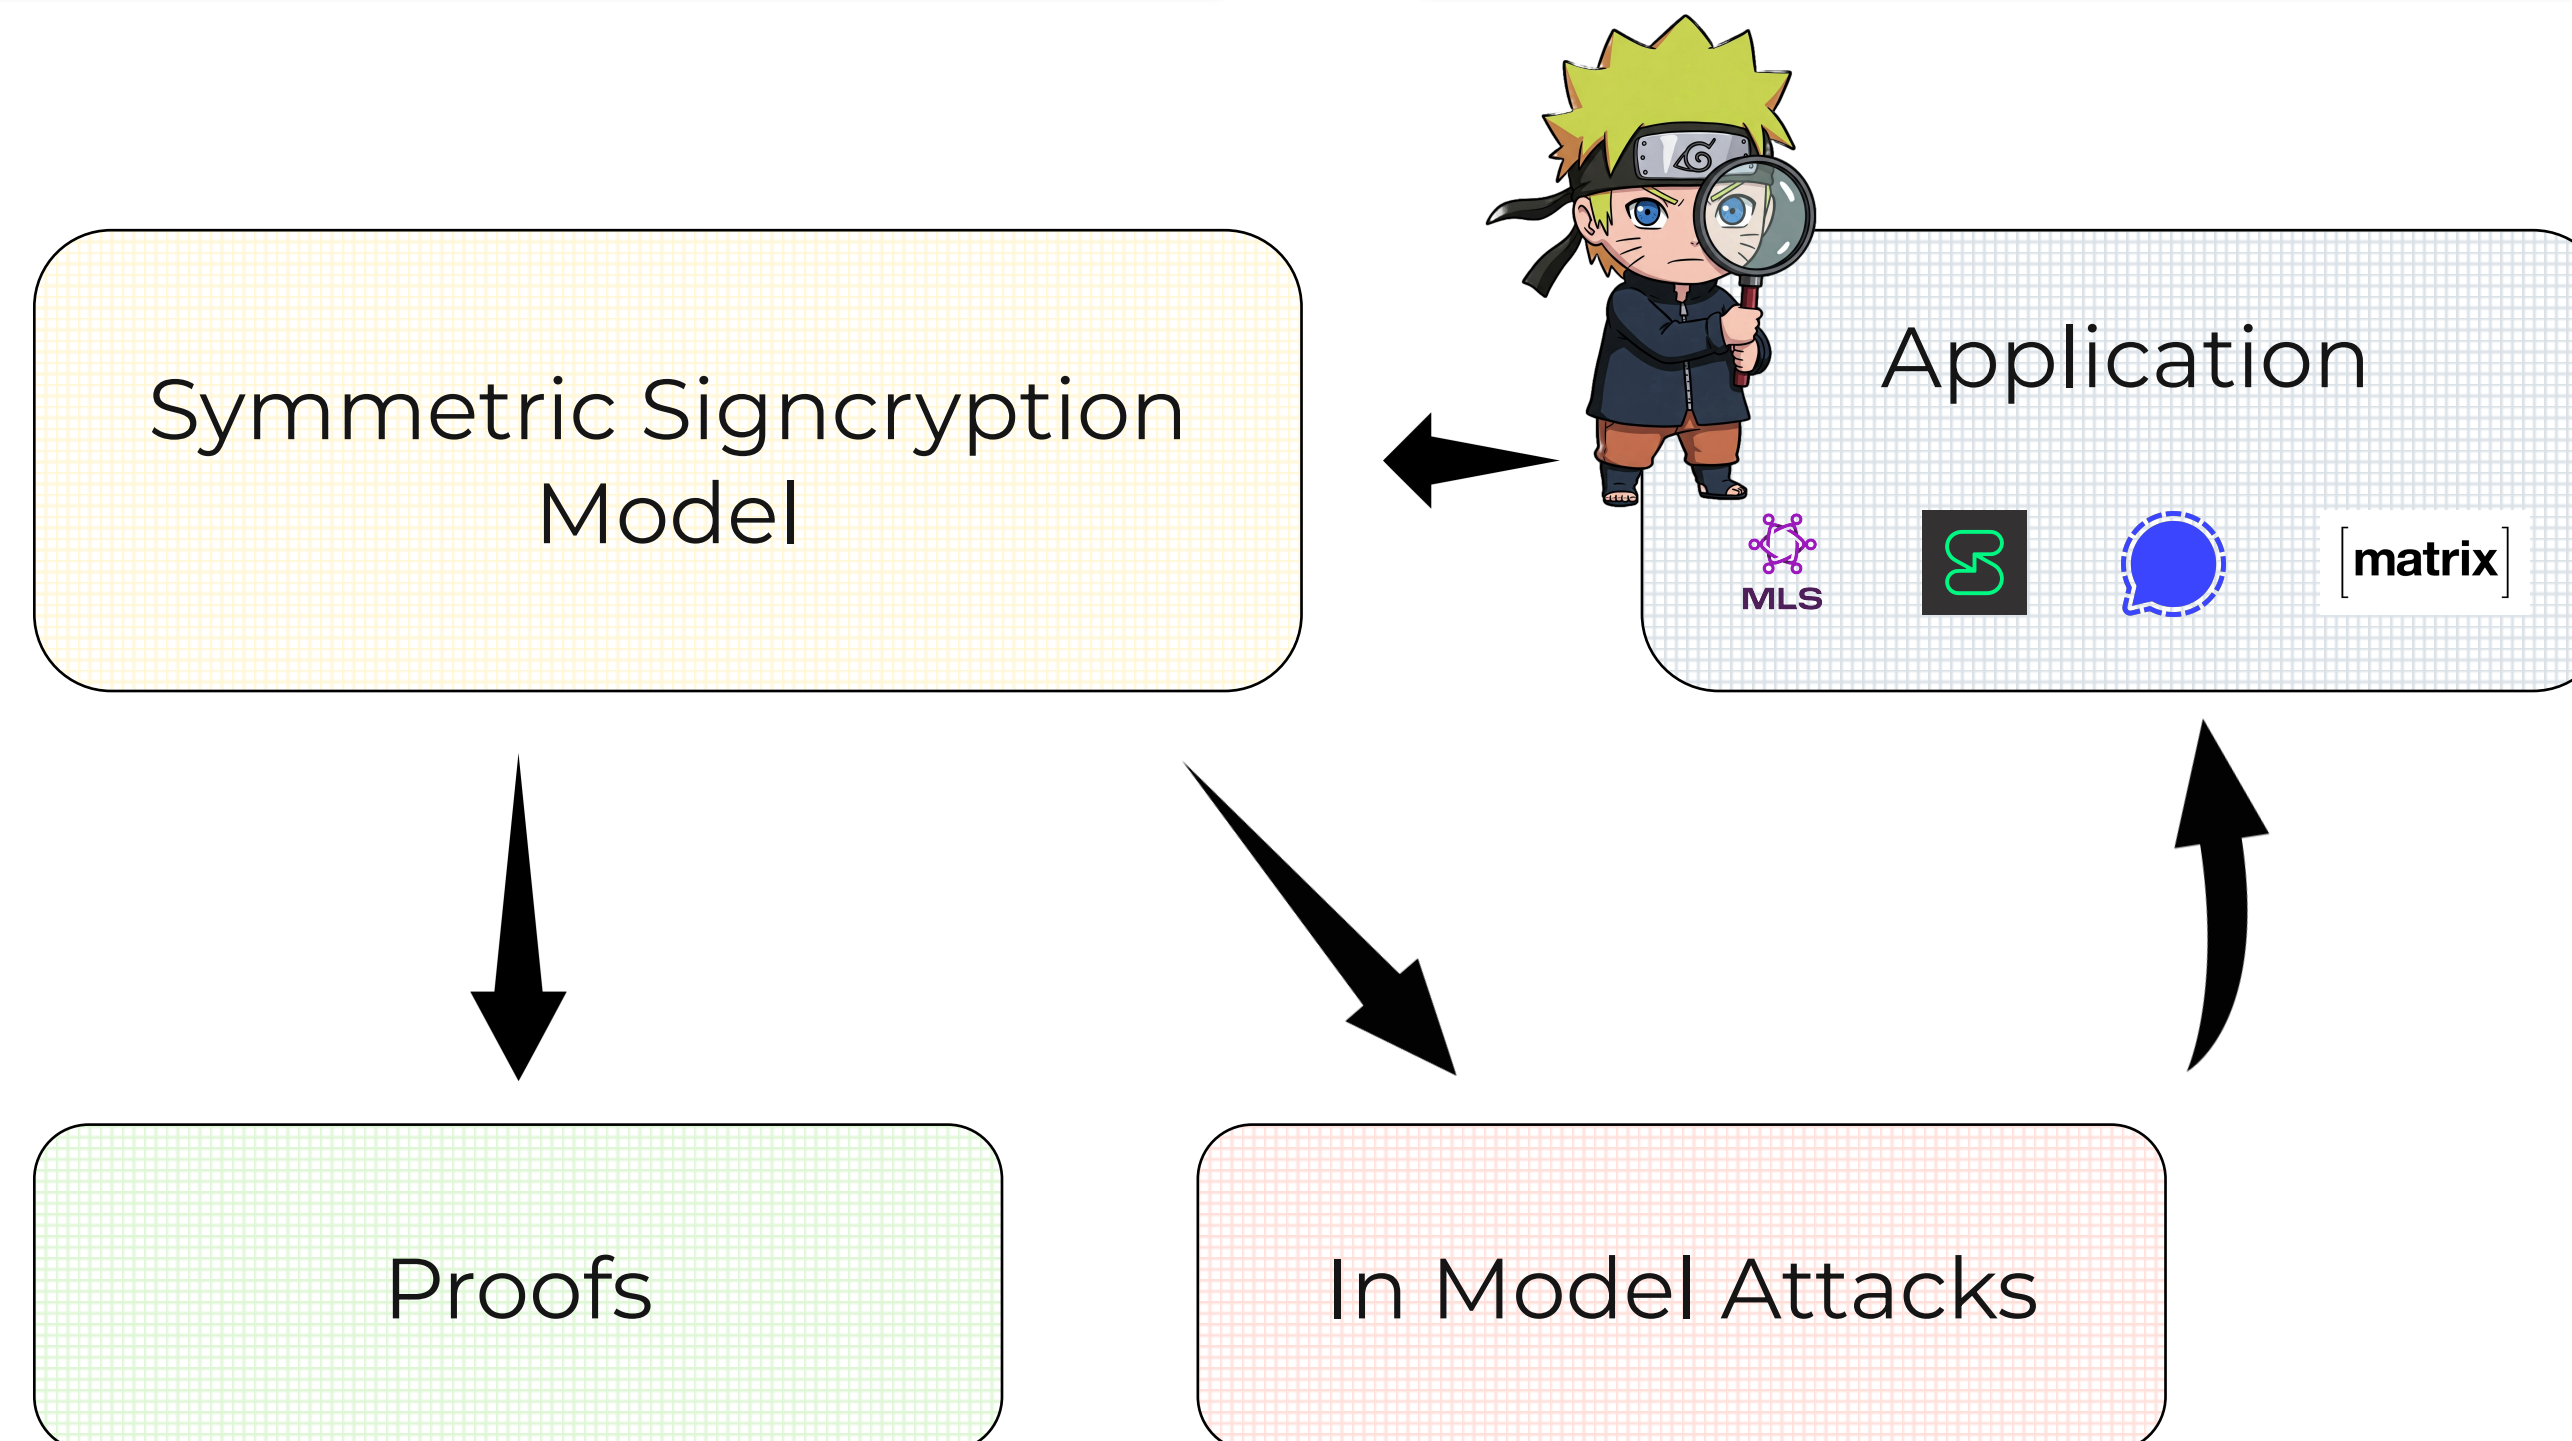 Symmetric Signcryption
Model
Application
MLS
[matrix]
Proofs
In Model Attacks